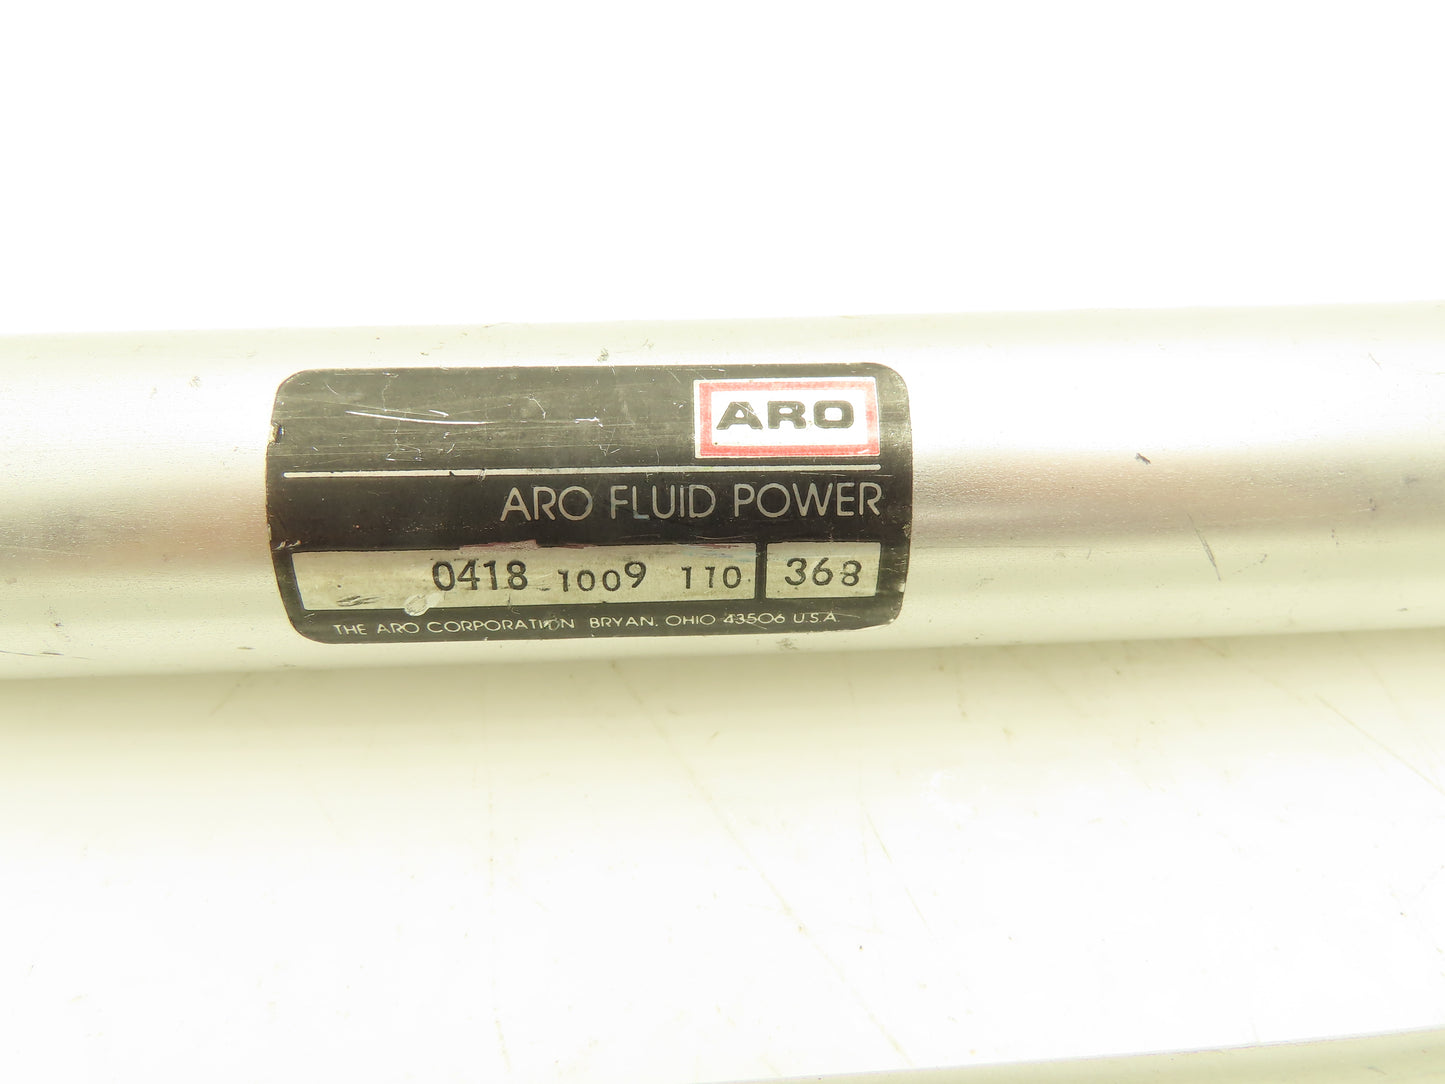 ARO
ARO FLUID POWER
0418 1009 110 368
THE ARO CORPORATION BRYAN, OHIO 43506 U.S.A.